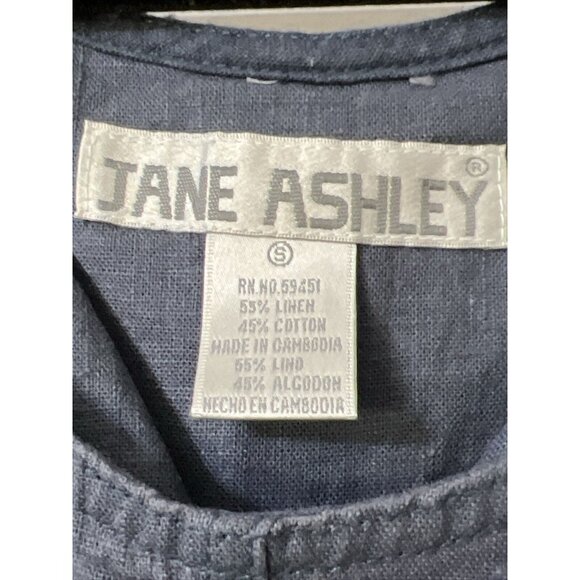 JANE ASHLEY®
S
RN.NO.59451
55% LINEN
45% COTTON
MADE IN CAMBODIA
55% LINO
45% ALGODON
HECHO EN CAMBODIA